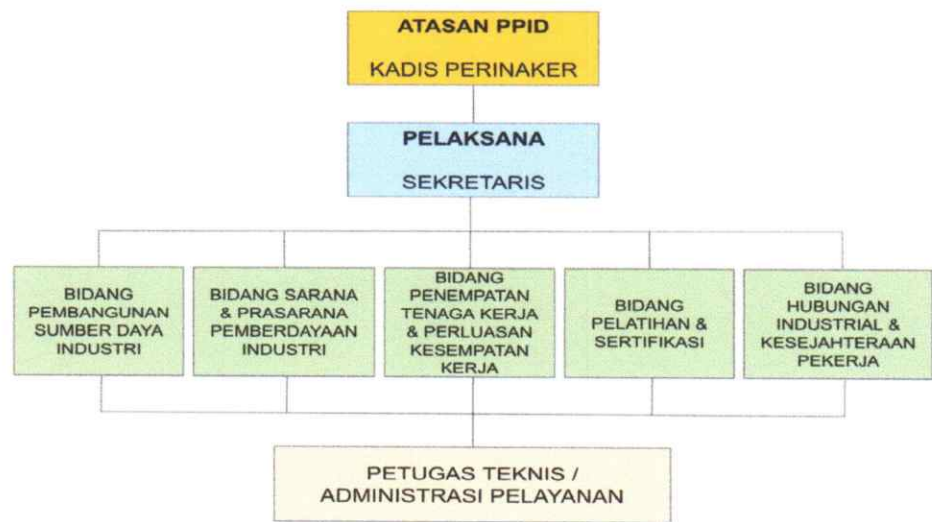 ATASAN PPID
KADIS PERINAKER
PELAKSANA
SEKRETARIS
BIDANG
PEMBANGUNAN
SUMBER DAYA
INDUSTRI
BIDANG SARANA
& PRASARANA
PEMBERDAYAAN
INDUSTRI
BIDANG
PENEMPATAN
TENAGA KERJA
& PERLUASAN
KESEMPATAN
KERJA
BIDANG
PELATIHAN &
SERTIFIKASI
BIDANG
HUBUNGAN
INDUSTRIAL &
KESEJAHTERAAN
PEKERJA
PETUGAS TEKNIS /
ADMINISTRASI PELAYANAN